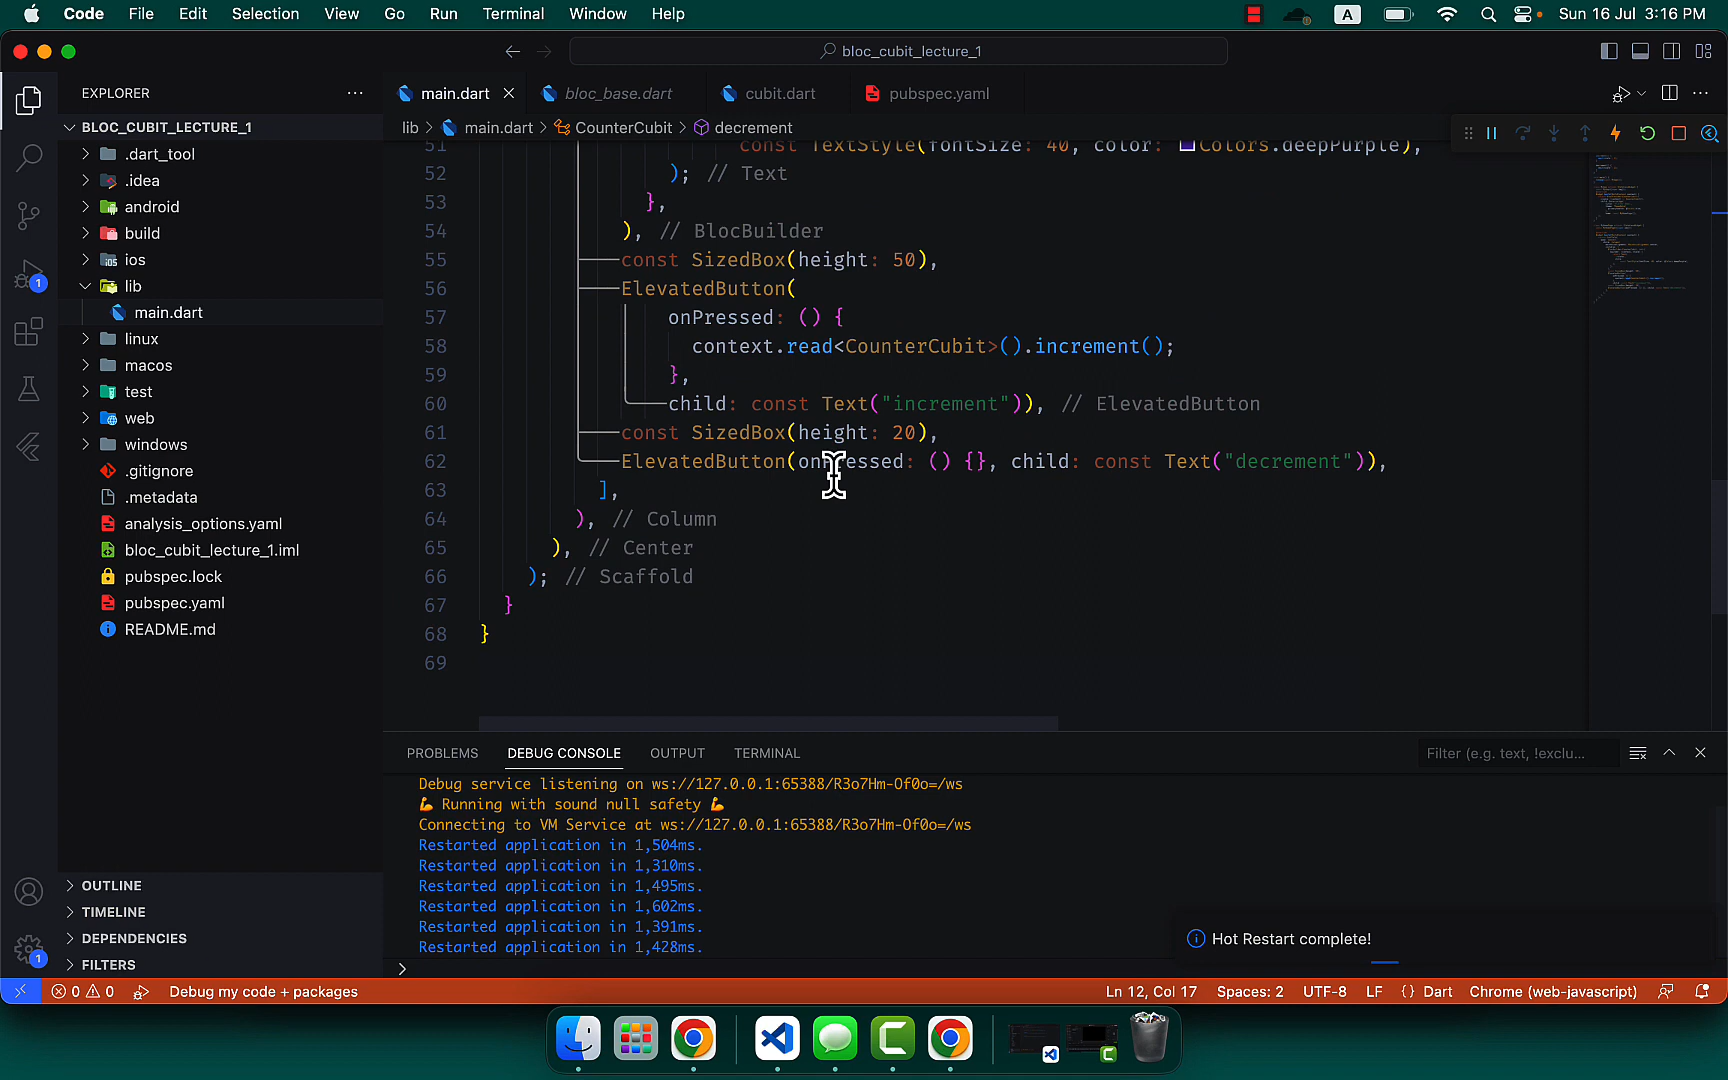 Code File Edit Selection View Go Run Terminal Window Help A Sun 16 Jul 3:16 PM
bloc_cubit_lecture_1
EXPLORER
main.dart bloc_base.dart cubit.dart pubspec.yaml
BLOC_CUBIT_LECTURE_1
lib > main.dart > CounterCubit > decrement
.dart_tool
.idea
android
build
ios
lib
main.dart
linux
macos
test
web
windows
.gitignore
.metadata
analysis_options.yaml
bloc_cubit_lecture_1.iml
pubspec.lock
pubspec.yaml
README.md
OUTLINE
TIMELINE
DEPENDENCIES
FILTERS
1
1
51 const TextStyle(fontSize: 40, color: Colors.deepPurple),
52 ); // Text
53 },
54 ), // BlocBuilder
55 const SizedBox(height: 50),
56 ElevatedButton(
57 onPressed: () {
58 context.read<CounterCubit>().increment();
59 },
60 child: const Text("increment")), // ElevatedButton
61 const SizedBox(height: 20),
62 ElevatedButton(onPressed: () {}, child: const Text("decrement")),
63 ],
64 ), // Column
65 ), // Center
66 ); // Scaffold
67 }
68 }
69
PROBLEMS DEBUG CONSOLE OUTPUT TERMINAL Filter (e.g. text, !exclu...
Debug service listening on ws://127.0.0.1:65388/R3o7Hm-Of0o=/ws
💪 Running with sound null safety 💪
Connecting to VM Service at ws://127.0.0.1:65388/R3o7Hm-Of0o=/ws
Restarted application in 1,504ms.
Restarted application in 1,310ms.
Restarted application in 1,495ms.
Restarted application in 1,602ms.
Restarted application in 1,391ms.
Restarted application in 1,428ms.
Hot Restart complete!
>
0 0 Debug my code + packages Ln 12, Col 17 Spaces: 2 UTF-8 LF {} Dart Chrome (web-javascript)